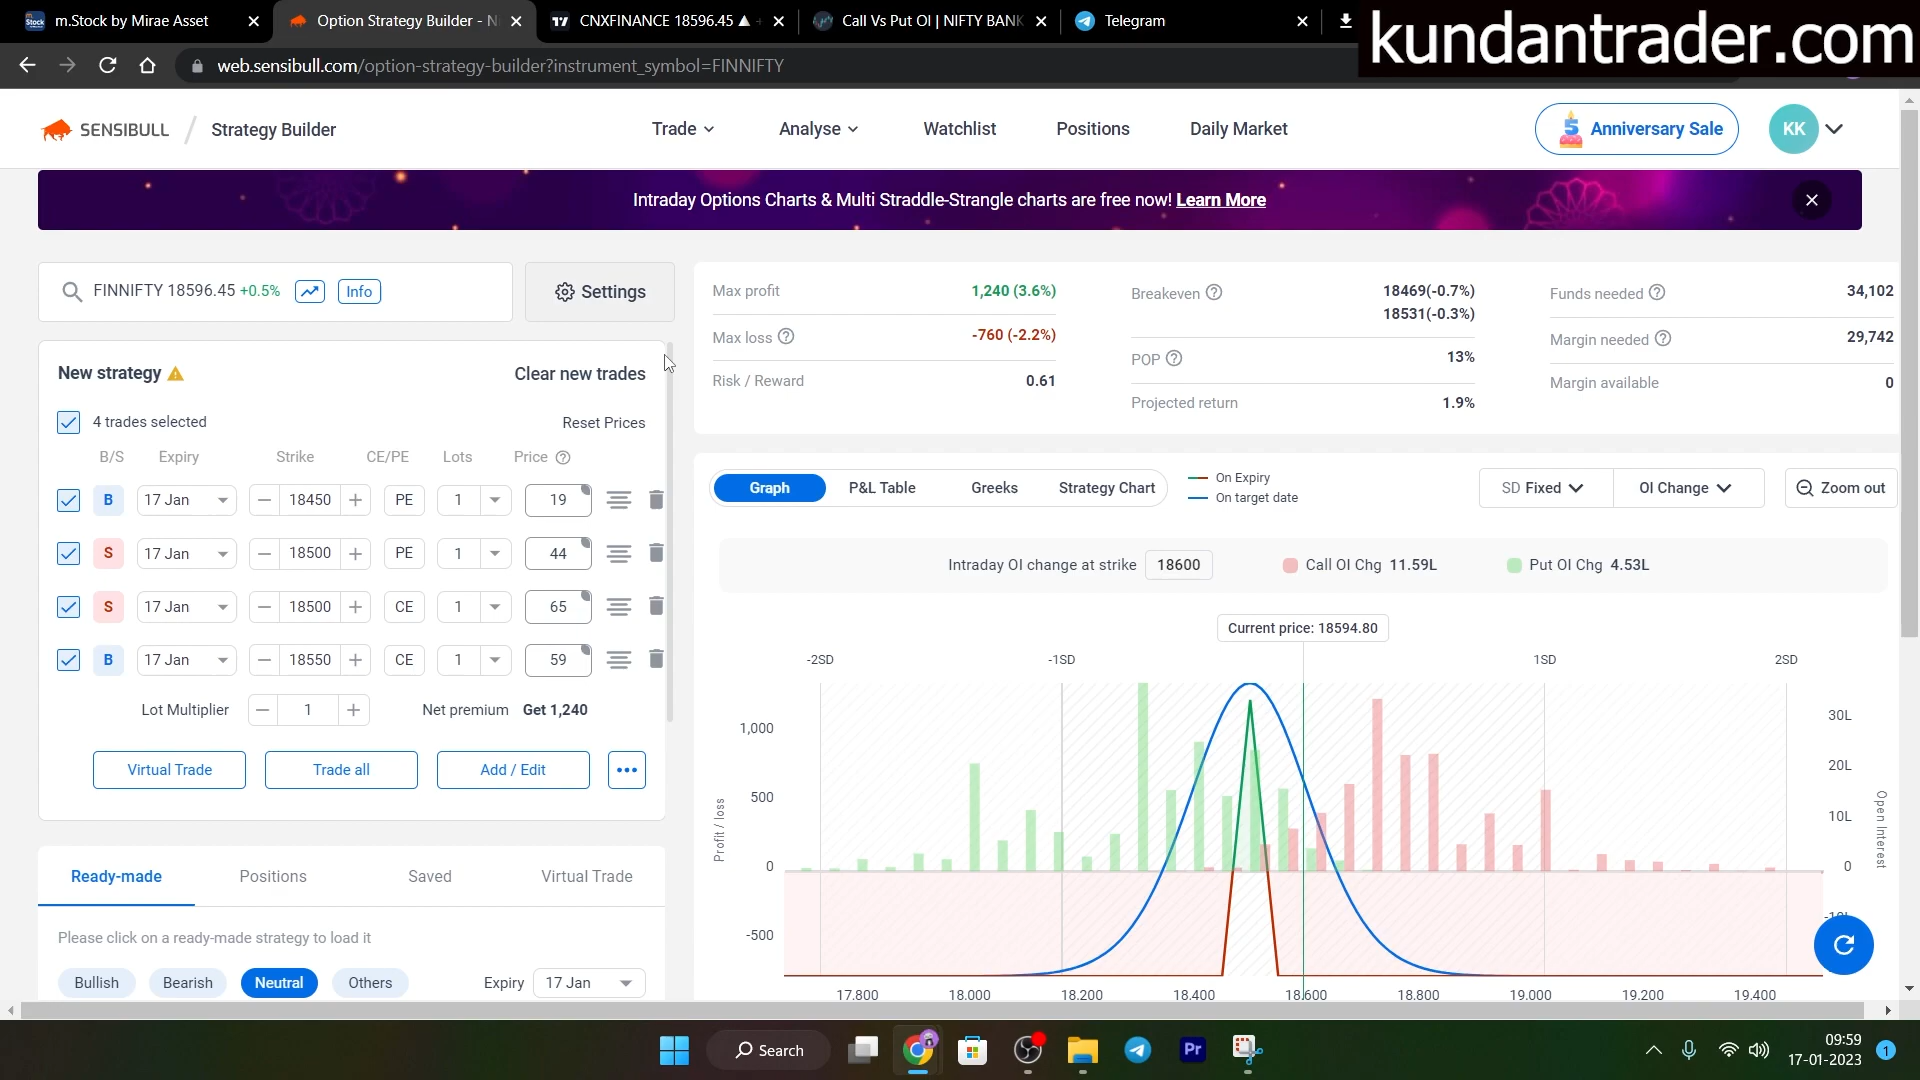 m.Stock by Mirae Asset
Option Strategy Builder - N
CNXFINANCE 18596.45 ▲
Call Vs Put OI | NIFTY BANK
Telegram
kundantrader.com
web.sensibull.com/option-strategy-builder?instrument_symbol=FINNIFTY
SENSIBULL / Strategy Builder
Trade
Analyse
Watchlist
Positions
Daily Market
5 Anniversary Sale
KK
Intraday Options Charts & Multi Straddle-Strangle charts are free now! Learn More
FINNIFTY 18596.45 +0.5% Info
Settings
Max profit 1,240 (3.6%)
Max loss -760 (-2.2%)
Risk / Reward 0.61
Breakeven 18469(-0.7%)
18531(-0.3%)
POP 13%
Projected return 1.9%
Funds needed 34,102
Margin needed 29,742
Margin available 0
New strategy Clear new trades
4 trades selected Reset Prices
B/S Expiry Strike CE/PE Lots Price
B 17 Jan 18450 PE 1 19
S 17 Jan 18500 PE 1 44
S 17 Jan 18500 CE 1 65
B 17 Jan 18550 CE 1 59
Lot Multiplier 1 Net premium Get 1,240
Virtual Trade Trade all Add / Edit
Ready-made Positions Saved Virtual Trade
Please click on a ready-made strategy to load it
Bullish Bearish Neutral Others Expiry 17 Jan
Graph P&L Table Greeks Strategy Chart
On Expiry
On target date
SD Fixed OI Change Zoom out
Intraday OI change at strike 18600 Call OI Chg 11.59L Put OI Chg 4.53L
Current price: 18594.80
-2SD -1SD 1SD 2SD
1,000
500
0
-500
Profit / loss
30L
20L
10L
0
Open Interest
17,800 18,000 18,200 18,400 18,600 18,800 19,000 19,200 19,400
Search
Pr
09:59
17-01-2023
1